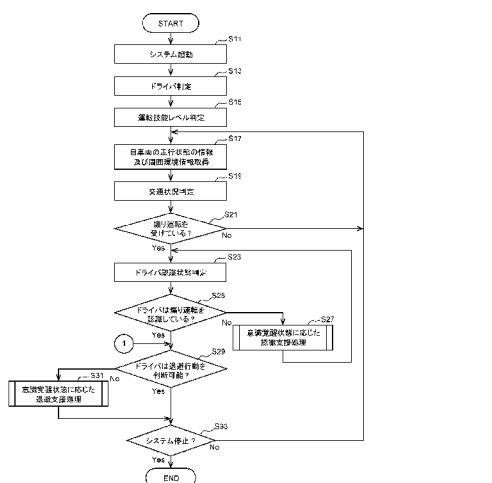 START
S11
システム起動
S13
ドライバ判定
S15
運転技能レベル判定
S17
自車両の走行状態の情報
及び周囲環境情報取得
S19
交通状況判定
S21
煽り運転を
受けている?
No
Yes
S23
ドライバ認識状態判定
S25
ドライバは煽り運転を
認識している?
No
Yes
S27
意識覚醒状態に応じた
認識支援処理
1
S29
ドライバは退避行動を
判断可能?
No
Yes
S31
意識覚醒状態に応じた
退避支援処理
S33
システム停止?
No
Yes
END